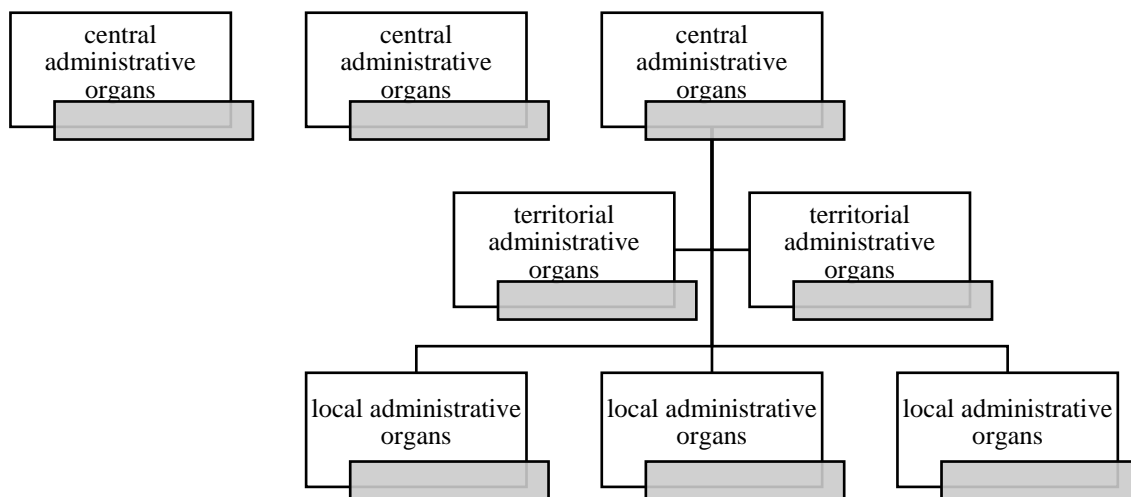 central
administrative
organs
central
administrative
organs
central
administrative
organs
territorial
administrative
organs
territorial
administrative
organs
local administrative
organs
local administrative
organs
local administrative
organs